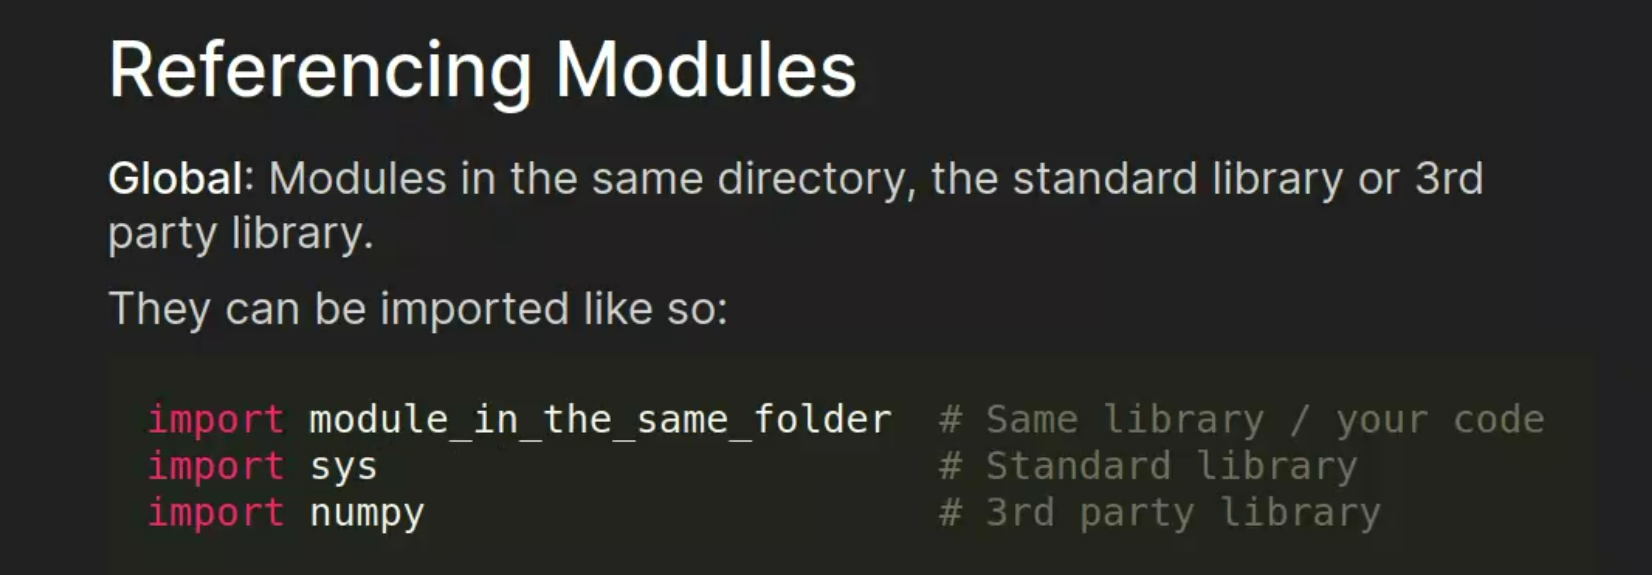 Referencing Modules
Global: Modules in the same directory, the standard library or 3rd
party library.
They can be imported like so:
import module_in_the_same_folder  # Same library / your code
import sys                        # Standard library
import numpy                      # 3rd party library